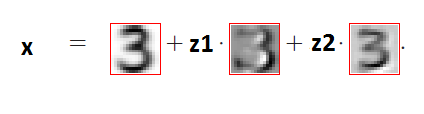 x = 3 + z1 · 3 + z2 · 3.